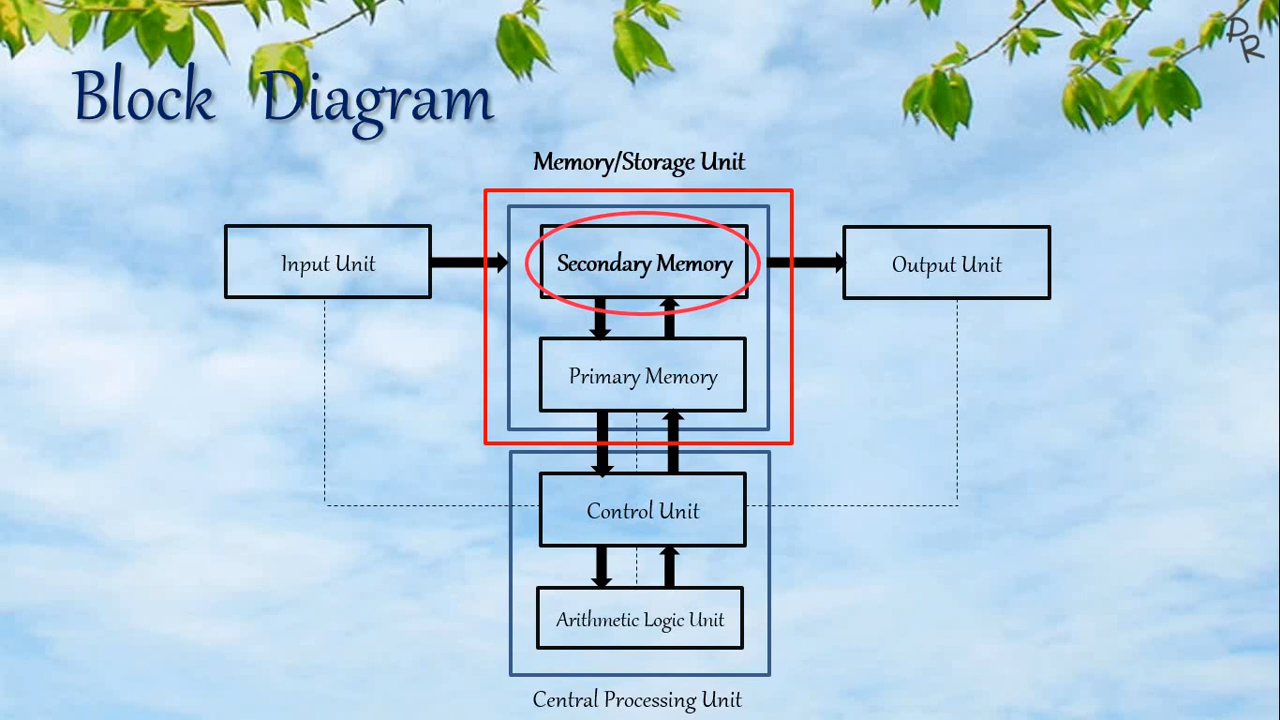 PR
Block Diagram
Memory/Storage Unit
Input Unit
Secondary Memory
Output Unit
Primary Memory
Control Unit
Arithmetic Logic Unit
Central Processing Unit